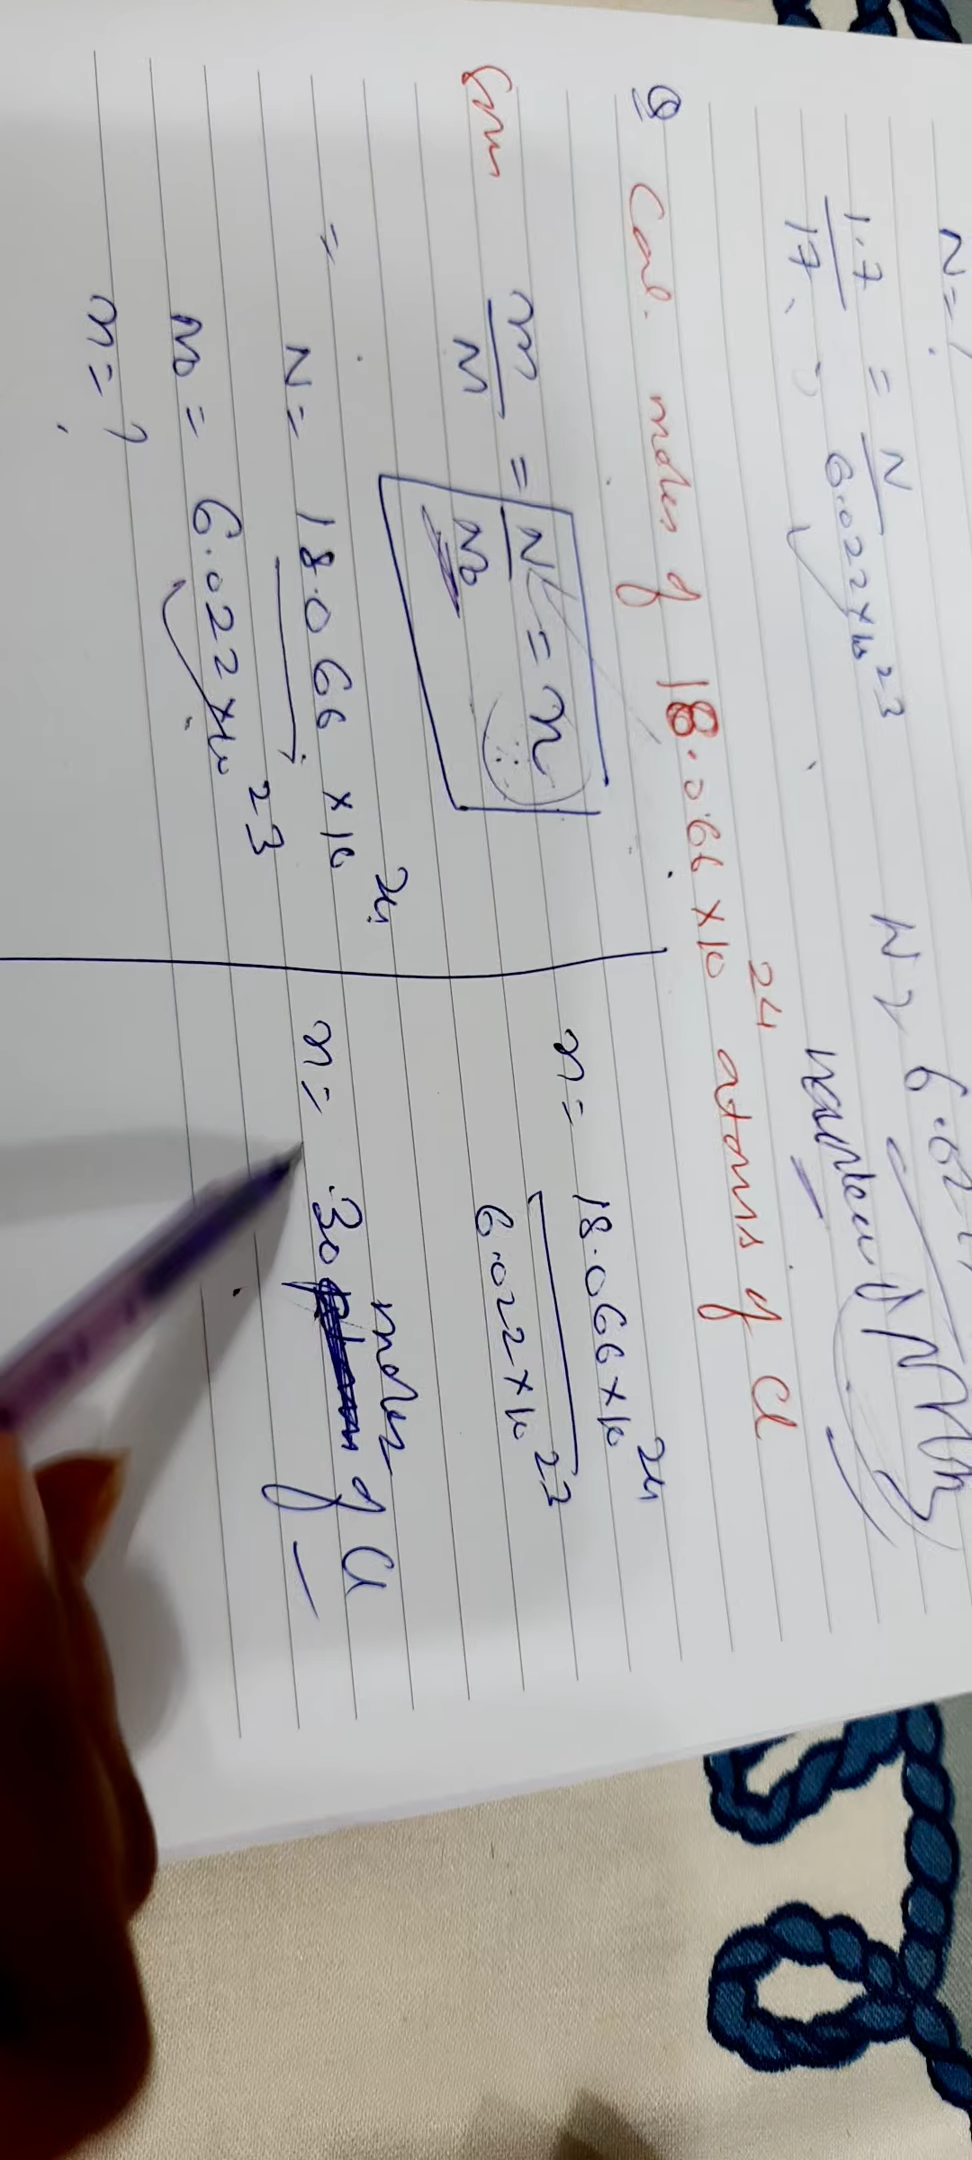 N =
1.7/17 = N/6.022×10^23
N = 6.022
Q Cal. moles of 18.066 × 10^24 atoms of Cl
m/M = N/N₀ = n
= N = 18.066 × 10^24
N₀ = 6.022×10^23
n = ?
n = 18.066×10^24/6.022×10^23
n = 30 moles of Cl